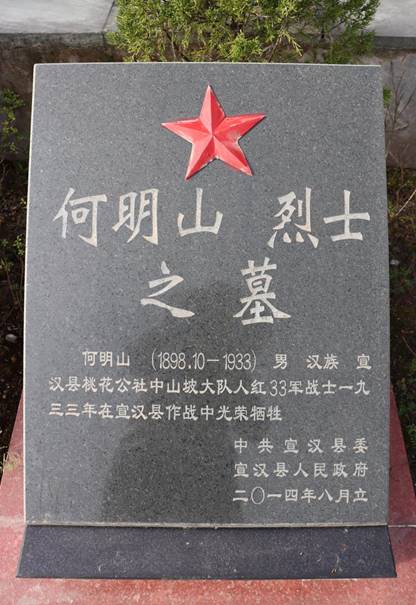 何明山 烈士
之墓
何明山 (1898.10－1933) 男 汉族 宣
汉县桃花公社中山坡大队人红33军战士一九
三三年在宣汉县作战中光荣牺牲
中共宣汉县委
宣汉县人民政府
二〇一四年八月立